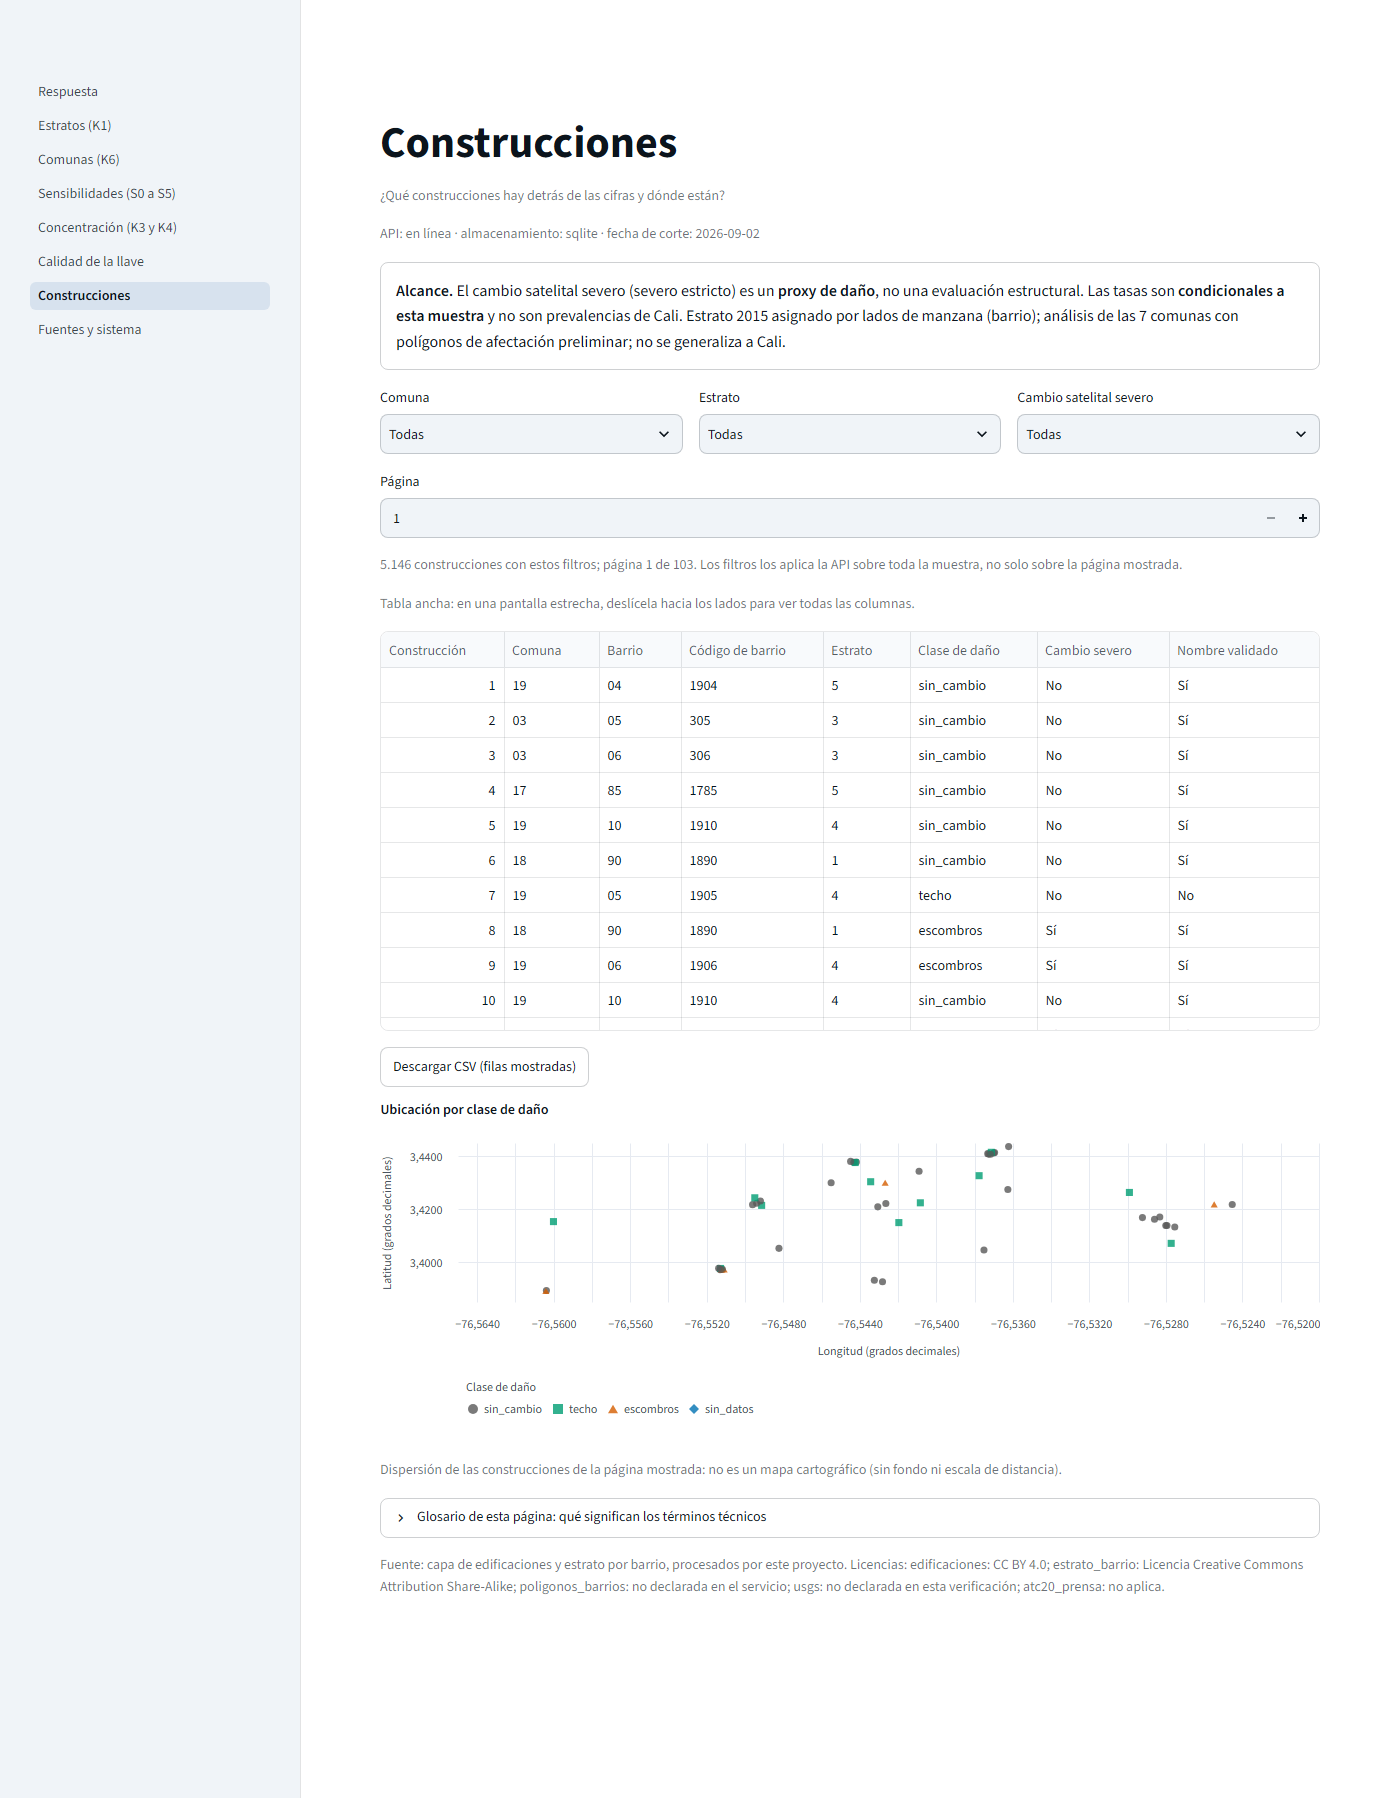 Respuesta
Estratos (K1)
Comunas (K6)
Sensibilidades (S0 a S5)
Concentración (K3 y K4)
Calidad de la llave
Construcciones
Fuentes y sistema
Construcciones
¿Qué construcciones hay detrás de las cifras y dónde están?
API: en línea · almacenamiento: sqlite · fecha de corte: 2026-09-02
Alcance. El cambio satelital severo (severo estricto) es un proxy de daño, no una evaluación estructural. Las tasas son condicionales a
esta muestra y no son prevalencias de Cali. Estrato 2015 asignado por lados de manzana (barrio); análisis de las 7 comunas con
polígonos de afectación preliminar; no se generaliza a Cali.
Comuna Estrato Cambio satelital severo
Todas Todas Todas
Página
1
5.146 construcciones con estos filtros; página 1 de 103. Los filtros los aplica la API sobre toda la muestra, no solo sobre la página mostrada.
Tabla ancha: en una pantalla estrecha, deslícela hacia los lados para ver todas las columnas.
Construcción Comuna Barrio Código de barrio Estrato Clase de daño Cambio severo Nombre validado
1 19 04 1904 5 sin_cambio No Sí
2 03 05 305 3 sin_cambio No Sí
3 03 06 306 3 sin_cambio No Sí
4 17 85 1785 5 sin_cambio No Sí
5 19 10 1910 4 sin_cambio No Sí
6 18 90 1890 1 sin_cambio No Sí
7 19 05 1905 4 techo No No
8 18 90 1890 1 escombros Sí Sí
9 19 06 1906 4 escombros Sí Sí
10 19 10 1910 4 sin_cambio No Sí
Descargar CSV (filas mostradas)
Ubicación por clase de daño
Latitud (grados decimales)
3,4400
3,4200
3,4000
−76,5640 −76,5600 −76,5560 −76,5520 −76,5480 −76,5440 −76,5400 −76,5360 −76,5320 −76,5280 −76,5240 −76,5200
Longitud (grados decimales)
Clase de daño
sin_cambio techo escombros sin_datos
Dispersión de las construcciones de la página mostrada: no es un mapa cartográfico (sin fondo ni escala de distancia).
Glosario de esta página: qué significan los términos técnicos
Fuente: capa de edificaciones y estrato por barrio, procesados por este proyecto. Licencias: edificaciones: CC BY 4.0; estrato_barrio: Licencia Creative Commons
Attribution Share-Alike; poligonos_barrios: no declarada en el servicio; usgs: no declarada en esta verificación; atc20_prensa: no aplica.